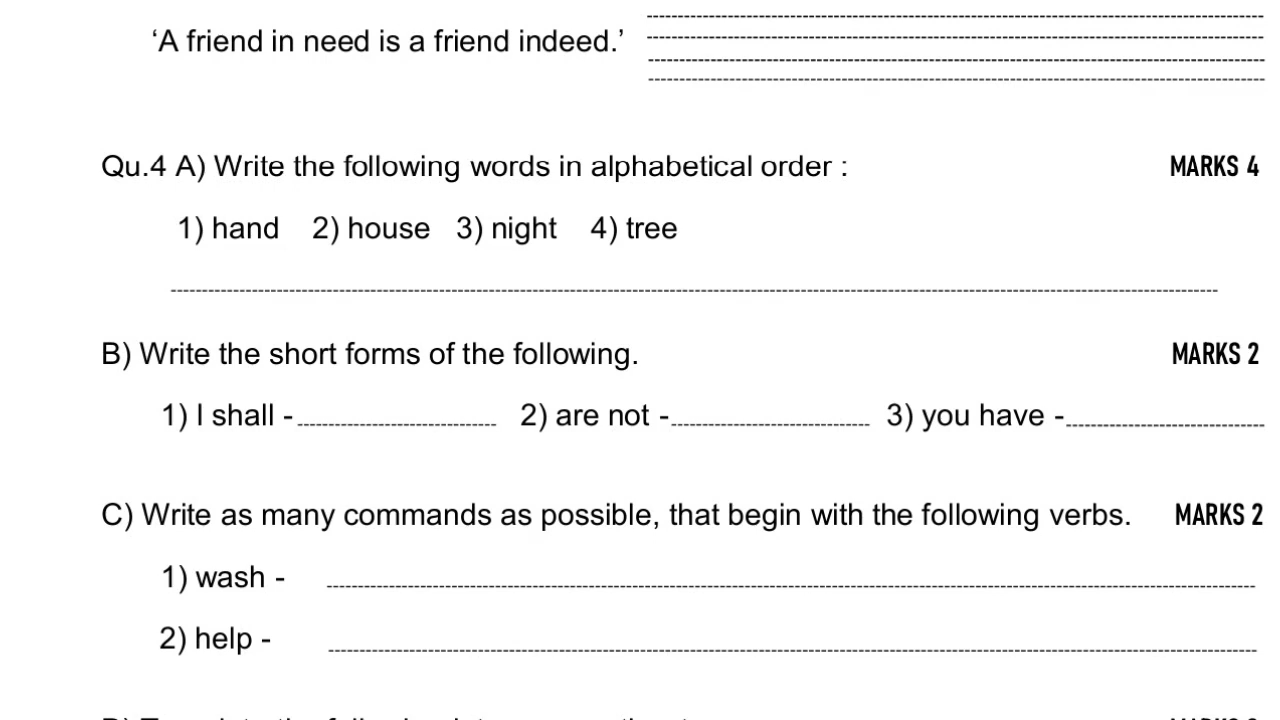 ‘A friend in need is a friend indeed.’
Qu.4 A) Write the following words in alphabetical order : MARKS 4
1) hand 2) house 3) night 4) tree
B) Write the short forms of the following. MARKS 2
1) I shall - 2) are not - 3) you have -
C) Write as many commands as possible, that begin with the following verbs. MARKS 2
1) wash -
2) help -